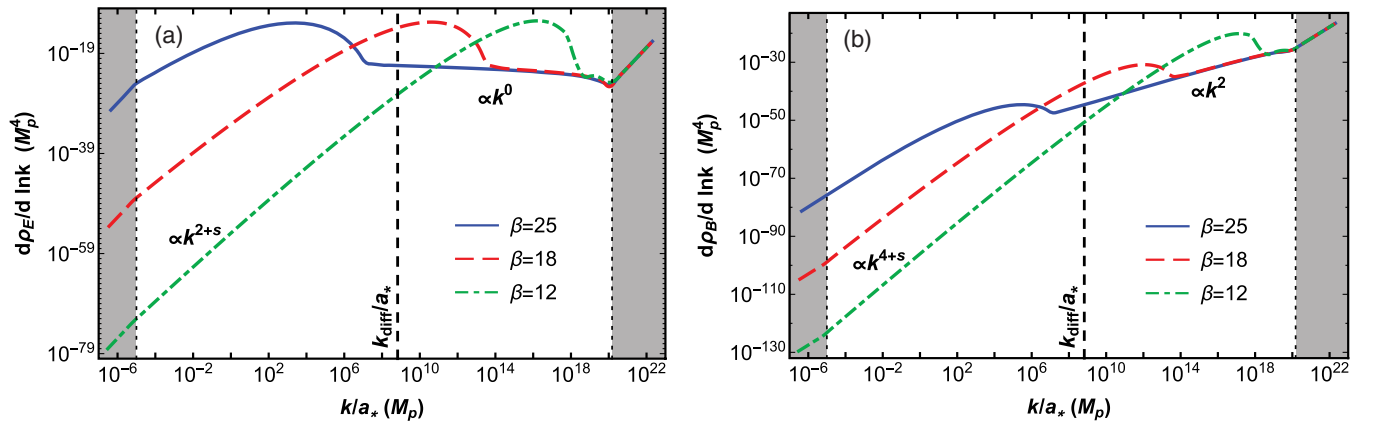 (a)
dρ_E/d lnk (M_p^4)
10^-19
10^-39
10^-59
10^-79
∝k^0
∝k^{2+s}
β=25
β=18
β=12
k_diff/a_*
10^-6 10^-2 10^2 10^6 10^10 10^14 10^18 10^22
k/a_* (M_p)
(b)
dρ_B/d lnk (M_p^4)
10^-30
10^-50
10^-70
10^-90
10^-110
10^-130
∝k^2
∝k^{4+s}
β=25
β=18
β=12
k_diff/a_*
10^-6 10^-2 10^2 10^6 10^10 10^14 10^18 10^22
k/a_* (M_p)